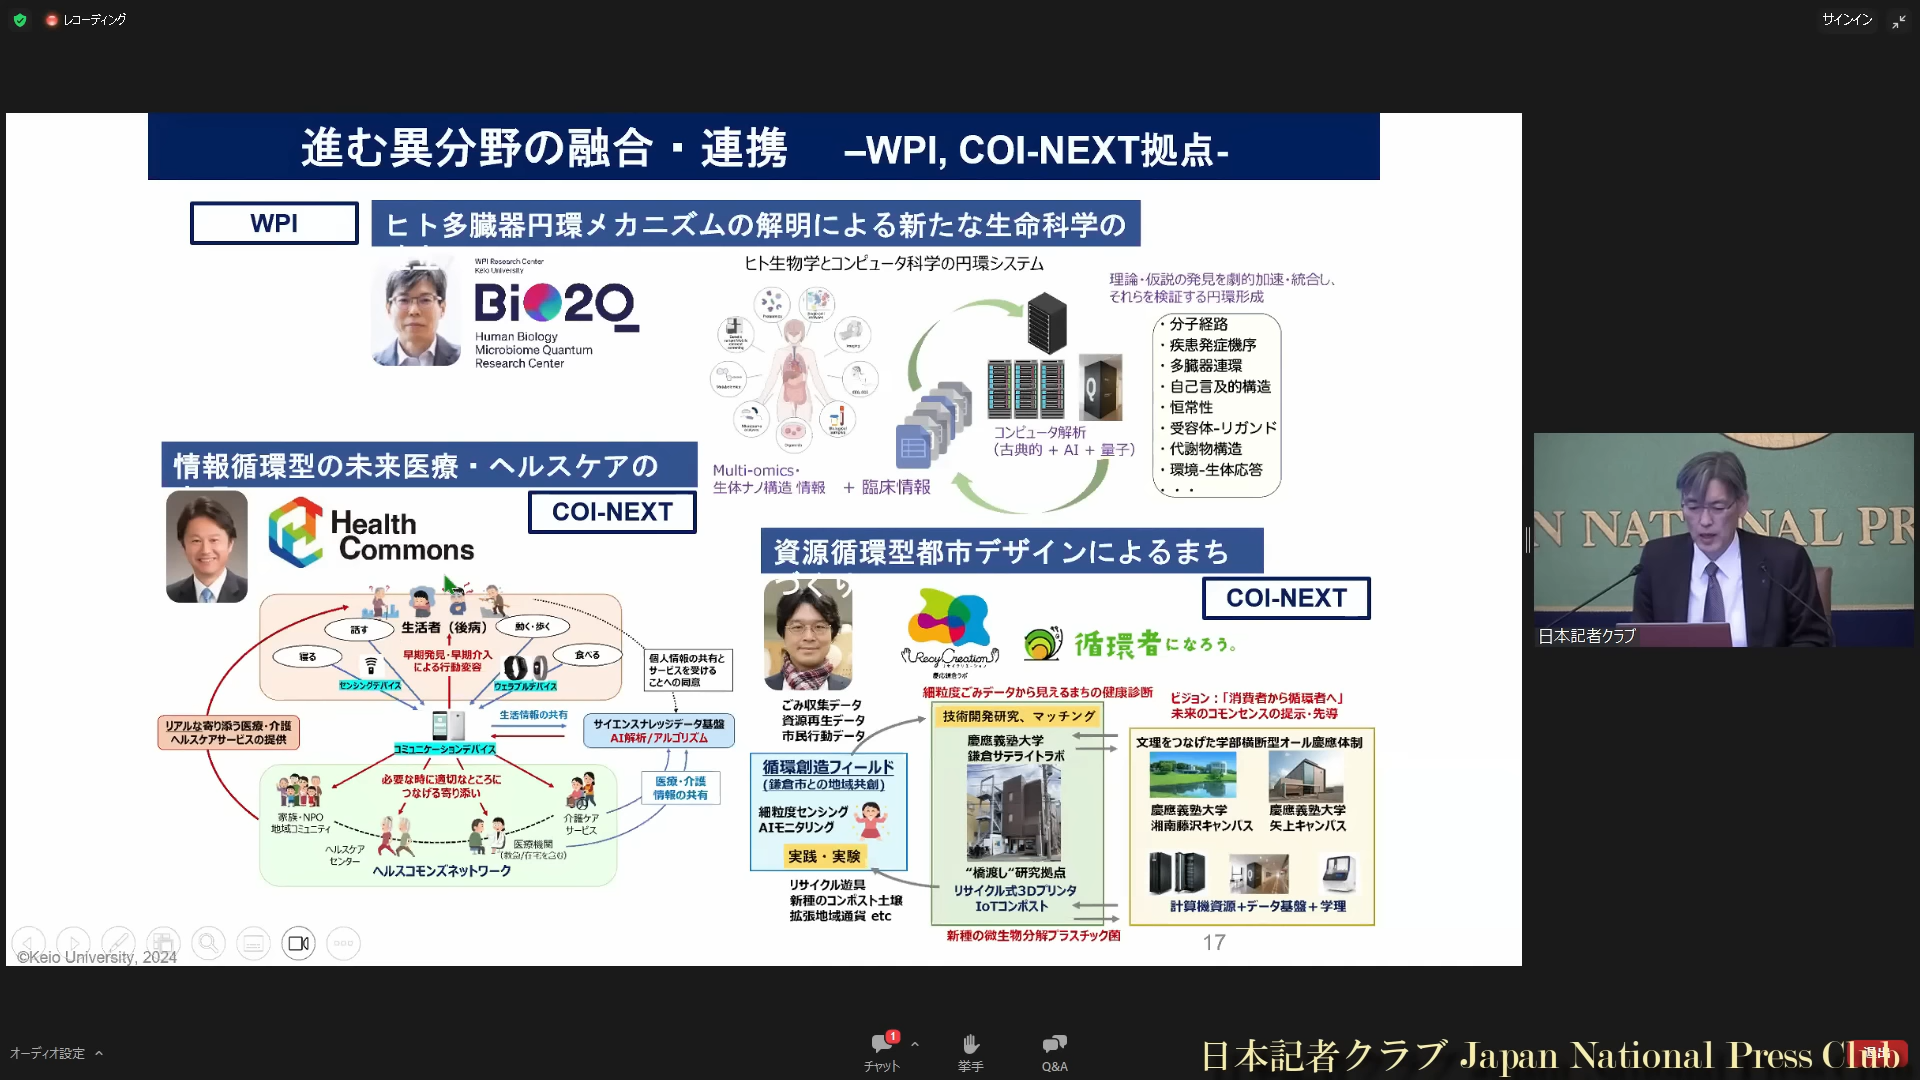 レコーディング
サインイン
進む異分野の融合・連携 –WPI, COI-NEXT拠点-
WPI
ヒト多臓器円環メカニズムの解明による新たな生命科学の
WPI Research Center
Keio University
Bio2Q
Human Biology
Microbiome Quantum
Research Center
ヒト生物学とコンピュータ科学の円環システム
理論・仮説の発見を劇的加速・統合し、
それらを検証する円環形成
・分子経路
・疾患発症機序
・多臓器連環
・自己言及的構造
・恒常性
・受容体-リガンド
・代謝物構造
・環境-生体応答
・・・
Q
コンピュータ解析
（古典的 + AI + 量子）
Multi-omics・
生体ナノ構造 情報 + 臨床情報
情報循環型の未来医療・ヘルスケアの
COI-NEXT
Health
Commons
話す
生活者（後病）
動く・歩く
寝る
早期発見・早期介入
による行動変容
食べる
センシングデバイス
ウェラブルデバイス
個人情報の共有と
サービスを受ける
ことへの同意
リアルな寄り添う医療・介護
ヘルスケアサービスの提供
生活情報の共有
サイエンスナレッジデータ基盤
AI解析/アルゴリズム
コミュニケーションデバイス
必要な時に適切なところに
つなげる寄り添い
医療・介護
情報の共有
家族・NPO
地域コミュニティ
介護ケア
サービス
ヘルスケア
センター
医療機関
（救急/在宅を含む）
ヘルスコモンズネットワーク
資源循環型都市デザインによるまち
づくり
COI-NEXT
RecyCreation
慶応鎌倉ラボ
循環者になろう。
細粒度ごみデータから見えるまちの健康診断
ビジョン：「消費者から循環者へ」
未来のコモンセンスの提示・先導
ごみ収集データ
資源再生データ
市民行動データ
技術開発研究、マッチング
慶應義塾大学
鎌倉サテライトラボ
文理をつなげた学部横断型オール慶應体制
循環創造フィールド
（鎌倉市との地域共創）
細粒度センシング
AIモニタリング
実践・実験
慶應義塾大学
湘南藤沢キャンパス
慶應義塾大学
矢上キャンパス
"橋渡し"研究拠点
リサイクル式3Dプリンタ
IoTコンポスト
計算機資源+データ基盤+学理
リサイクル遊具
新種のコンポスト土壌
拡張地域通貨 etc
新種の微生物分解プラスチック菌
17
©Keio University, 2024
N NATIONAL PR
日本記者クラブ
オーディオ設定
1
チャット
挙手
Q&A
退出
日本記者クラブ Japan National Press Club